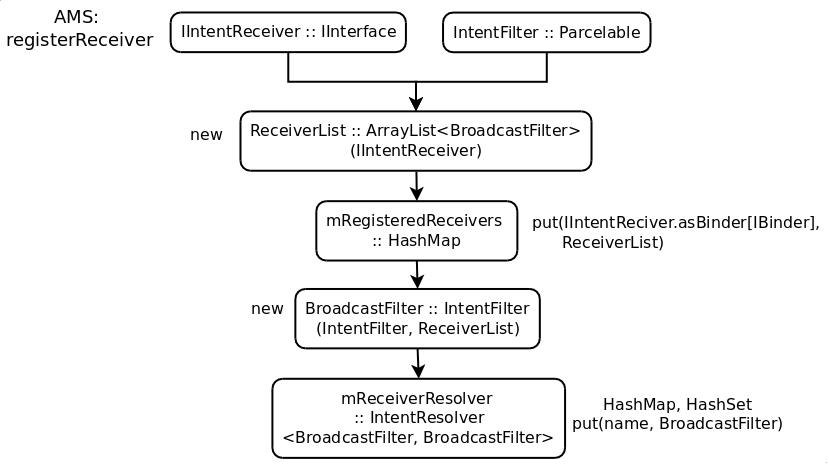 AMS:
registerReceiver
IIntentReceiver :: IInterface
IntentFilter :: Parcelable
new
ReceiverList :: ArrayList<BroadcastFilter>
(IIntentReceiver)
mRegisteredReceivers
:: HashMap
put(IIntentReciver.asBinder[IBinder],
ReceiverList)
new
BroadcastFilter :: IntentFilter
(IntentFilter, ReceiverList)
mReceiverResolver
:: IntentResolver
<BroadcastFilter, BroadcastFilter>
HashMap, HashSet
put(name, BroadcastFilter)